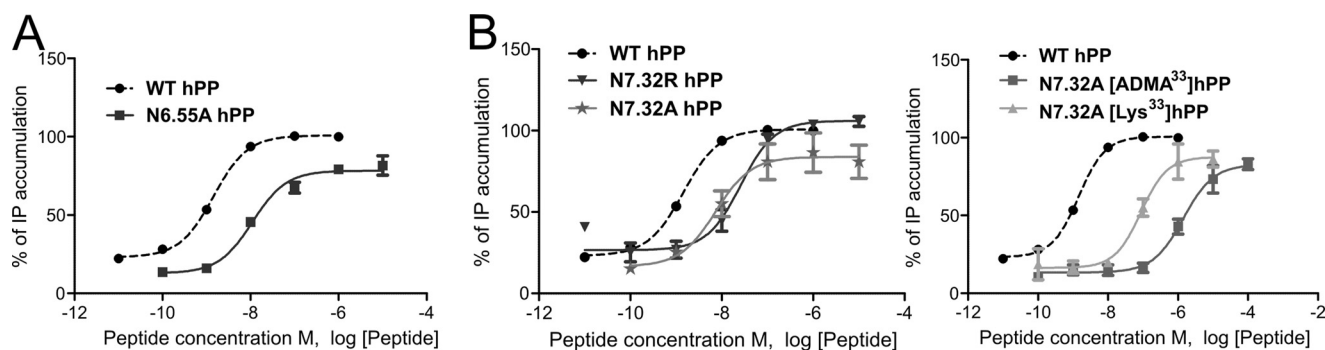 A
% of IP accumulation
150
100
50
0
WT hPP
N6.55A hPP
-12
-10
-8
-6
-4
Peptide concentration M, log [Peptide]
B
% of IP accumulation
150
100
50
0
WT hPP
N7.32R hPP
N7.32A hPP
-12
-10
-8
-6
-4
Peptide concentration M, log [Peptide]
% of IP accumulation
150
100
50
0
WT hPP
N7.32A [ADMA³³]hPP
N7.32A [Lys³³]hPP
-12
-10
-8
-6
-4
-2
Peptide concentration M, log [Peptide]